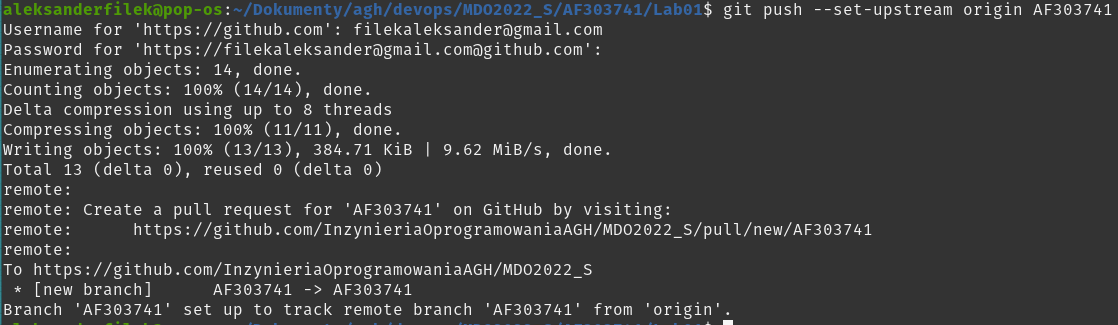 aleksanderfilek@pop-os:~/Dokumenty/agh/devops/MDO2022_S/AF303741/Lab01$ git push --set-upstream origin AF303741
Username for 'https://github.com': filekaleksander@gmail.com
Password for 'https://filekaleksander@gmail.com@github.com':
Enumerating objects: 14, done.
Counting objects: 100% (14/14), done.
Delta compression using up to 8 threads
Compressing objects: 100% (11/11), done.
Writing objects: 100% (13/13), 384.71 KiB | 9.62 MiB/s, done.
Total 13 (delta 0), reused 0 (delta 0)
remote:
remote: Create a pull request for 'AF303741' on GitHub by visiting:
remote:      https://github.com/InzynieriaOprogramowaniaAGH/MDO2022_S/pull/new/AF303741
remote:
To https://github.com/InzynieriaOprogramowaniaAGH/MDO2022_S
 * [new branch]      AF303741 -> AF303741
Branch 'AF303741' set up to track remote branch 'AF303741' from 'origin'.